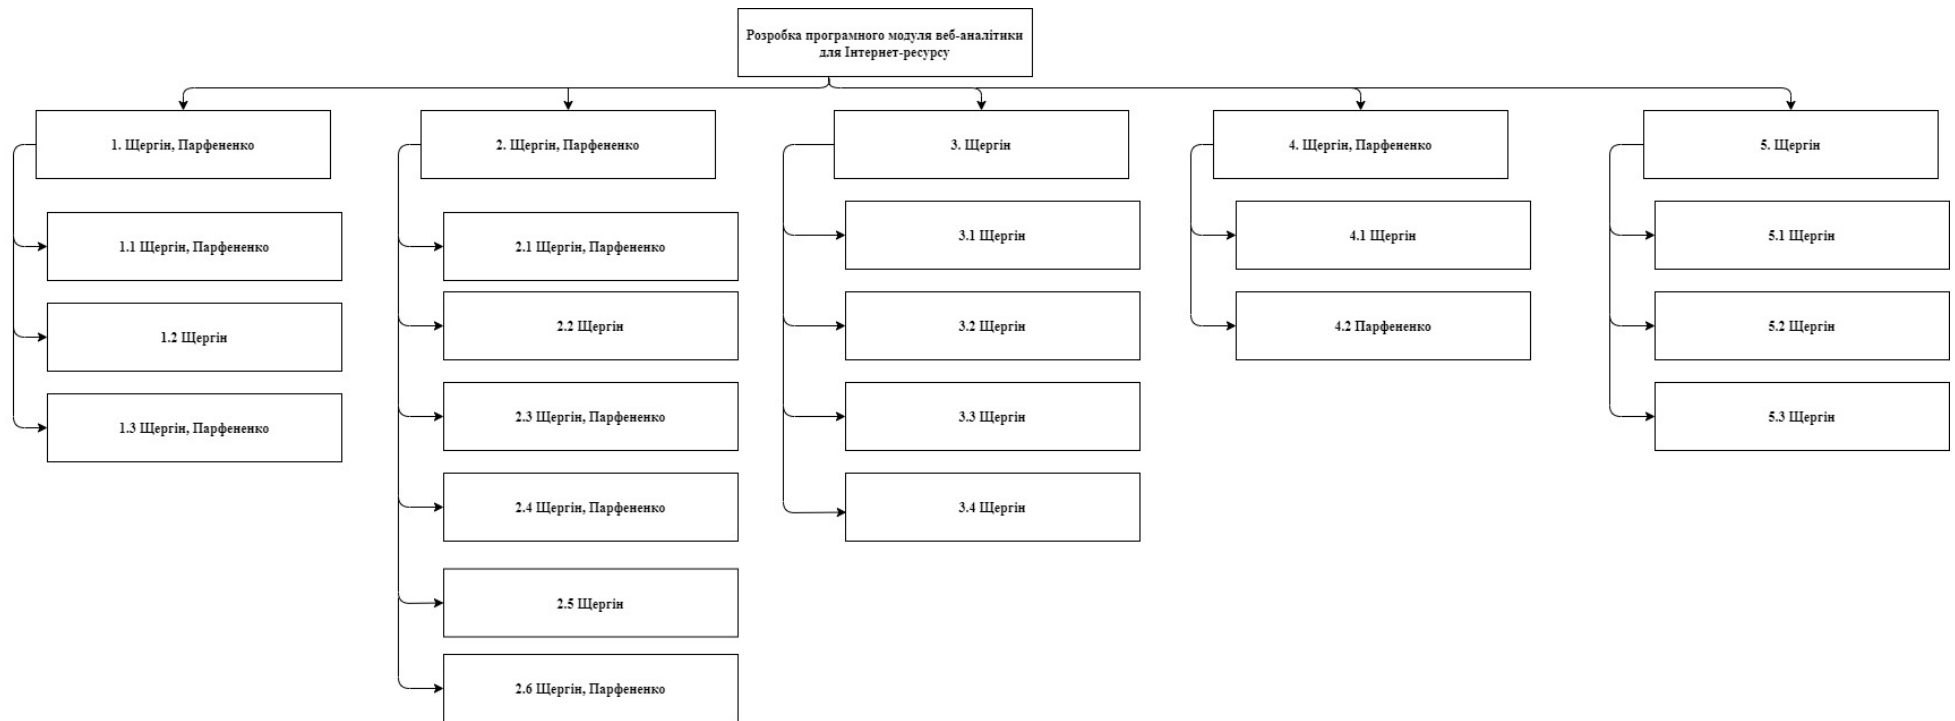 Розробка програмного модуля веб-аналітики
для Інтернет-ресурсу
1. Щергін, Парфененко
1.1 Щергін, Парфененко
1.2 Щергін
1.3 Щергін, Парфененко
2. Щергін, Парфененко
2.1 Щергін, Парфененко
2.2 Щергін
2.3 Щергін, Парфененко
2.4 Щергін, Парфененко
2.5 Щергін
2.6 Щергін, Парфененко
3. Щергін
3.1 Щергін
3.2 Щергін
3.3 Щергін
3.4 Щергін
4. Щергін, Парфененко
4.1 Щергін
4.2 Парфененко
5. Щергін
5.1 Щергін
5.2 Щергін
5.3 Щергін